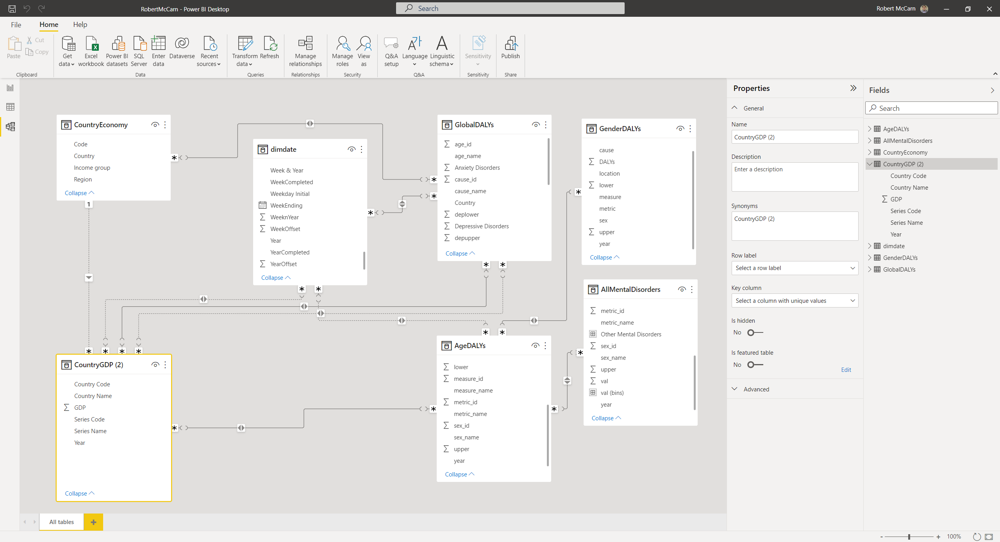 RobertMcCarn - Power BI Desktop
Search
Robert McCarn
File
Home
Help
Paste
Cut
Copy
Get data
Excel workbook
Power BI datasets
SQL Server
Enter data
Dataverse
Recent sources
Transform data
Refresh
Manage relationships
Manage roles
View as
Q&A setup
Language
Linguistic schema
Sensitivity
Publish
Clipboard
Data
Queries
Relationships
Security
Q&A
Sensitivity
Share
CountryEconomy
Code
Country
Income group
Region
Collapse
1
dimdate
Week & Year
WeekCompleted
Weekday Initial
WeekEnding
WeeknYear
WeekOffset
Year
YearCompleted
YearOffset
Collapse
GlobalDALYs
age_id
age_name
Anxiety Disorders
cause_id
cause_name
Country
deplower
Depressive Disorders
depupper
Collapse
GenderDALYs
cause
DALYs
location
lower
measure
metric
sex
upper
year
Collapse
AllMentalDisorders
metric_id
metric_name
Other Mental Disorders
sex_id
sex_name
upper
val
val (bins)
year
Collapse
CountryGDP (2)
Country Code
Country Name
GDP
Series Code
Series Name
Year
Collapse
AgeDALYs
lower
measure_id
measure_name
metric_id
metric_name
sex_id
sex_name
upper
year
Collapse
Properties
General
Name
CountryGDP (2)
Description
Enter a description
Synonyms
CountryGDP (2)
Row label
Select a row label
Key column
Select a column with unique values
Is hidden
No
Is featured table
No
Edit
Advanced
Fields
Search
AgeDALYs
AllMentalDisorders
CountryEconomy
CountryGDP (2)
Country Code
Country Name
GDP
Series Code
Series Name
Year
dimdate
GenderDALYs
GlobalDALYs
All tables
100%